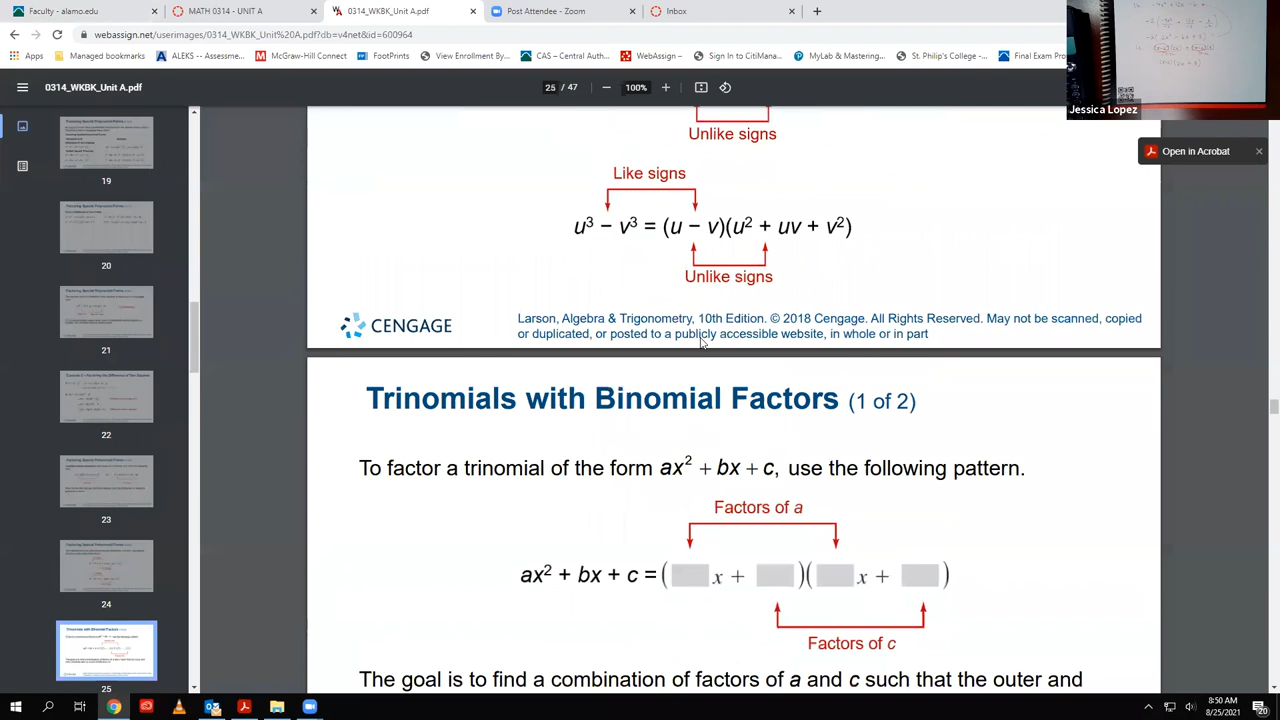 Faculty - alamo.edu
MATH 0314 - UNIT A
0314_WKBK_Unit A.pdf
Post Attendee - Zoom
Inbox
webassign.net/userimages/0314_WKBK_Unit%20A.pdf?db=v4net&id=600968
Apps
Managed bookmarks
ALEKS -- Assessme...
McGraw-Hill Connect
FootPrints
View Enrollment By...
CAS – Central Auth...
WebAssign
Sign In to CitiMana...
MyLab & Mastering...
St. Philip's College -...
Final Exam Pro
Jessica Lopez
0314_WKBK_Unit A.pdf
25 / 47
100%
Open in Acrobat
19
20
21
22
23
24
25
Unlike signs
Like signs
u³ − v³ = (u − v)(u² + uv + v²)
Unlike signs
CENGAGE
Larson, Algebra & Trigonometry, 10th Edition. © 2018 Cengage. All Rights Reserved. May not be scanned, copied
or duplicated, or posted to a publicly accessible website, in whole or in part
Trinomials with Binomial Factors (1 of 2)
To factor a trinomial of the form ax² + bx + c, use the following pattern.
Factors of a
ax² + bx + c = ( x + )( x + )
Factors of c
The goal is to find a combination of factors of a and c such that the outer and
8:50 AM
8/25/2021
20